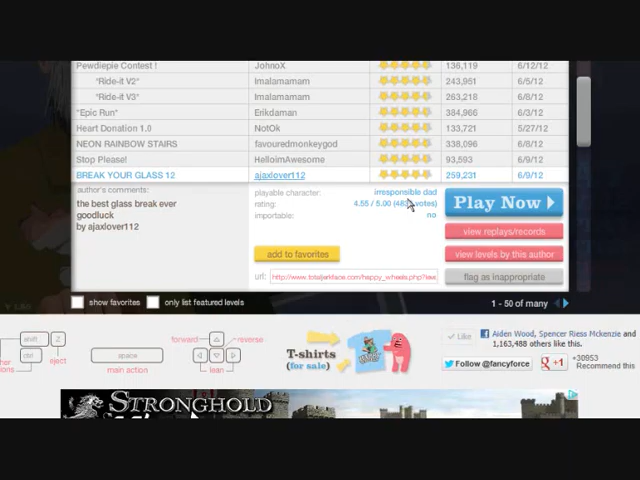 Pewdiepie Contest ! JohnoX 136,119 6/12/12
"Ride-it V2" Imalamamam 243,951 6/3/12
"Ride-it V3" Imalamamam 263,218 6/8/12
"Epic Run" Erikdaman 384,966 6/3/12
Heart Donation 1.0 NotOk 133,721 5/27/12
NEON RAINBOW STAIRS favouredmonkeygod 338,096 6/8/12
Stop Please! HelloimAwesome 93,593 6/9/12
BREAK YOUR GLASS 12 ajaxlover112 259,231 6/9/12
author's comments:
the best glass break ever
goodluck
by ajaxlover112
playable character: irresponsible dad
rating: 4.55 / 5.00 votes)
importable: no
Play Now
view replays/records
add to favorites
view levels by this author
url: http://www.totaljerkface.com/happy_wheels.php?
flag as inappropriate
show favorites
only list featured levels
1 - 50 of many
shift Z
ctrl
eject
space
main action
forward
reverse
lean
T-shirts
(for sale)
Like
Aiden Wood, Spencer Riess Mckenzie and
1,163,488 others like this.
Follow @fancyforce
+1
+30953
Recommend this
STRONGHOLD